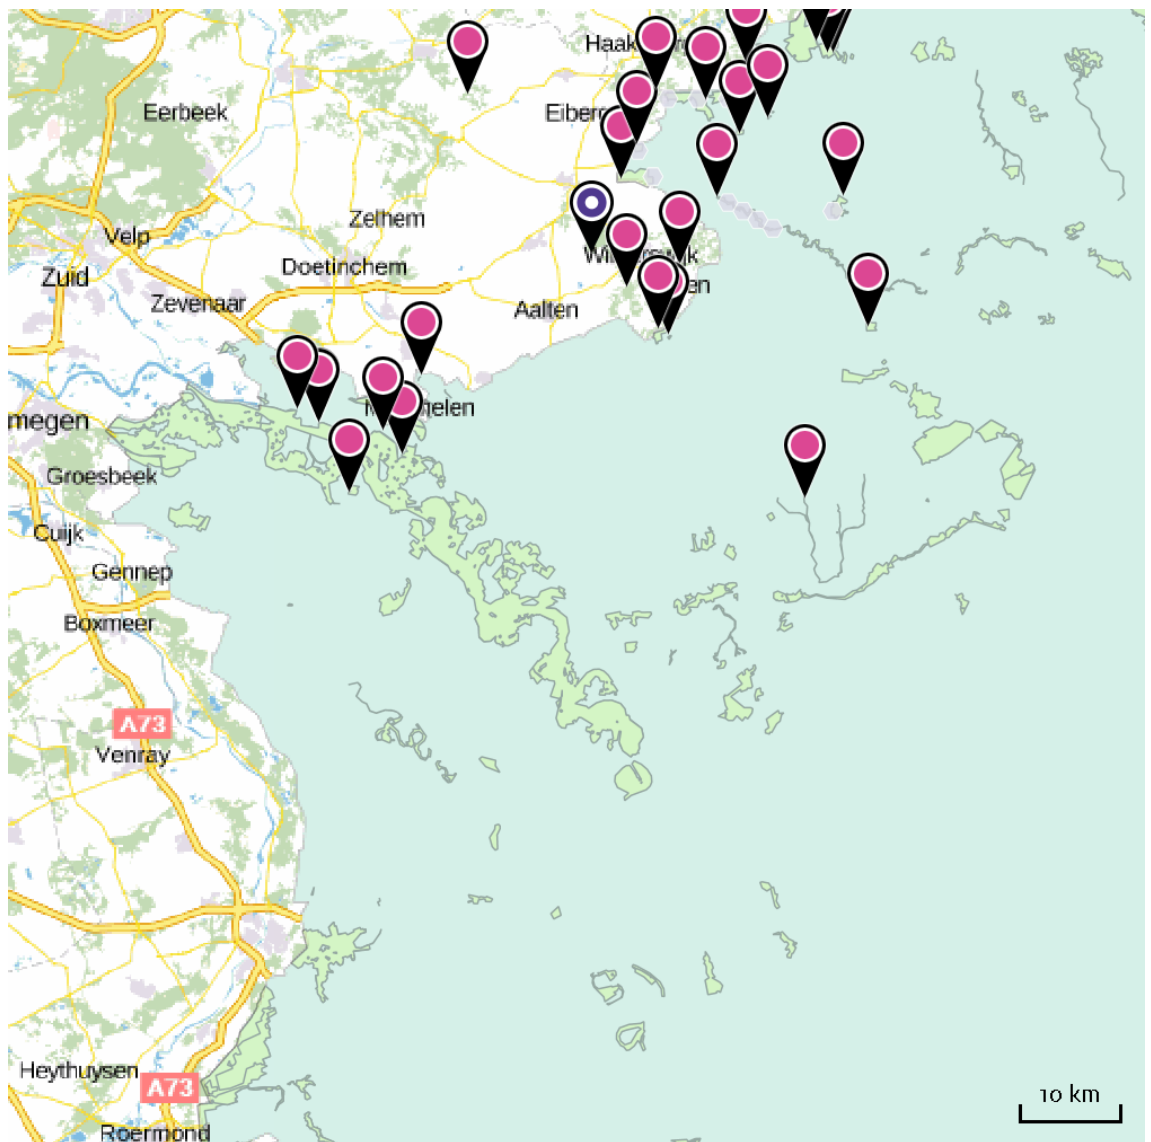 Haak
Eerbeek
Eiber
Zelhem
Velp
Doetinchem
Zuid
Zevenaar
Aalten
megen
Groesbeek
Cuijk
Gennep
Boxmeer
A73
Venray
Heythuysen
A73
10 km
Roermond